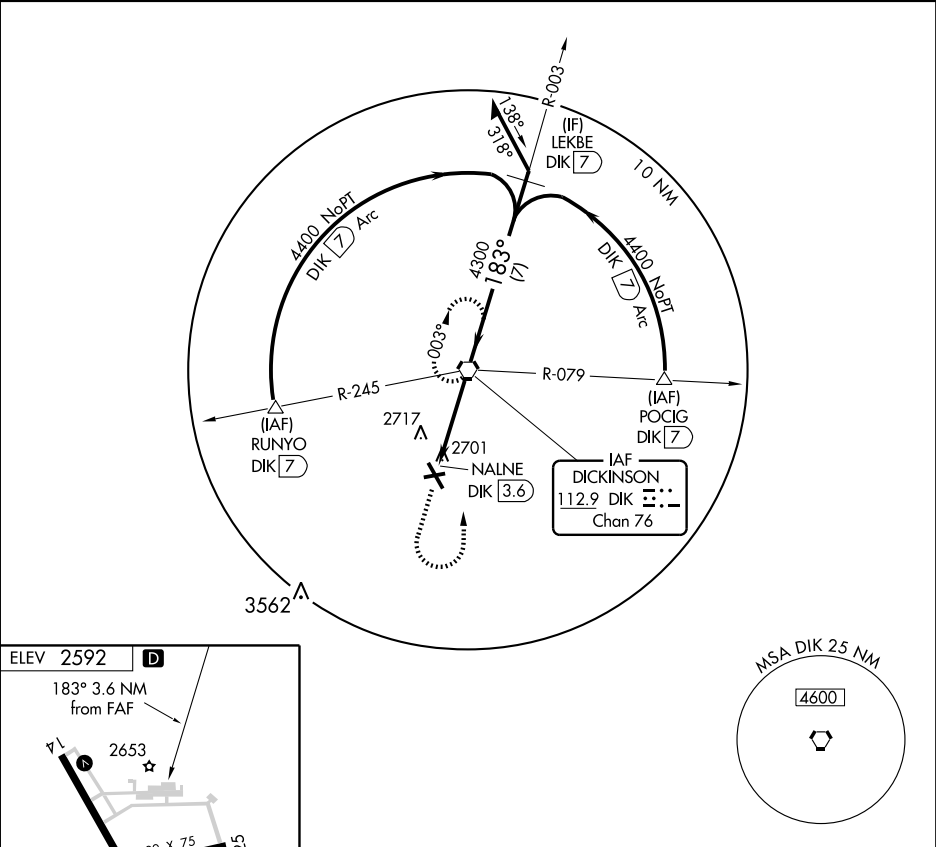 R-003
138°
318°
(IF)
LEKBE
DIK 7
10 NM
4400 NoPT
DIK 7 Arc
4400 NoPT
DIK 7 Arc
4300
183°
(7)
003°
R-245
R-079
(IAF)
RUNYO
DIK 7
(IAF)
POCIG
DIK 7
2717
2701
NALNE
DIK 3.6
IAF
DICKINSON
112.9 DIK
Chan 76
3562
ELEV 2592 D
183° 3.6 NM
from FAF
14
2653
x 75
25
MSA DIK 25 NM
4600